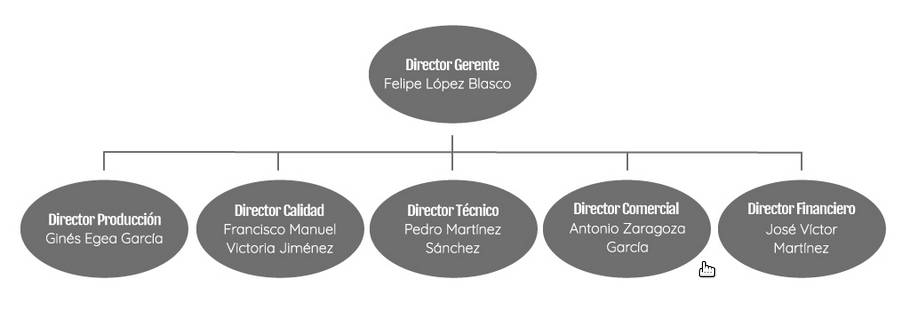 Director Gerente
Felipe López Blasco
Director Producción
Ginés Egea García
Director Calidad
Francisco Manuel
Victoria Jiménez
Director Técnico
Pedro Martínez
Sánchez
Director Comercial
Antonio Zaragoza
García
Director Financiero
José Víctor
Martínez